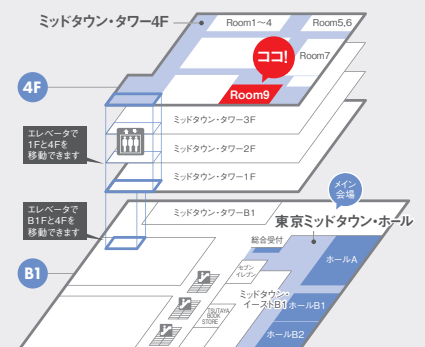 ミッドタウン・タワー4F
Room1〜4
Room5,6
ココ!
Room7
4F
Room9
ミッドタウン・タワー3F
エレベータで
1Fと4Fを
移動できます
ミッドタウン・タワー2F
ミッドタウン・タワー1F
メイン
会場
エレベータで
B1Fと4Fを
移動できます
ミッドタウン・タワーB1
東京ミッドタウン・ホール
総合受付
ホールA
B1
セブン
イレブン
ミッドタウン・
イーストB1
ホールB1
TSUTAYA
BOOK
STORE
ホールB2